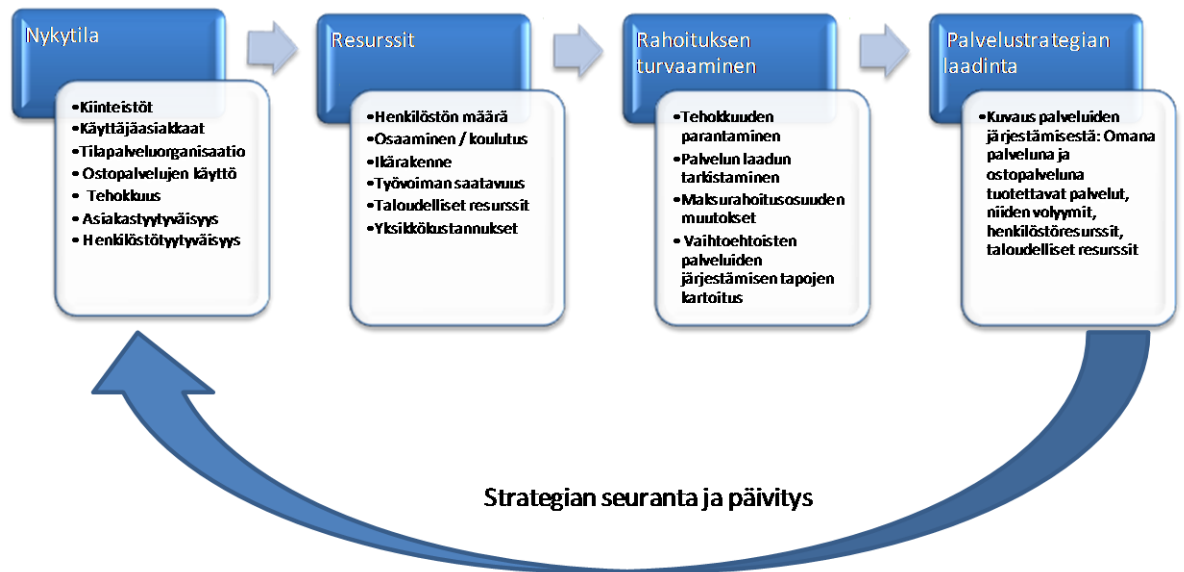 Nykytila
•Kiinteistöt
•Käyttäjäasiakkaat
•Tilapalveluorganisaatio
•Ostopalvelujen käyttö
• Tehokkuus
•Asiakastyytyväisyys
•Henkilöstötyytyväisyys
Resurssit
•Henkilöstön määrä
•Osaaminen / koulutus
•Ikärakenne
•Työvoiman saatavuus
•Taloudelliset resurssit
•Yksikkökustannukset
Rahoituksen
turvaaminen
•Tehokkuuden
parantaminen
•Palvelun laadun
tarkistaminen
•Maksurahoitusosuuden
muutokset
• Vaihtoehtoisten
palveluiden
järjestämisen tapojen
kartoitus
Palvelustrategian
laadinta
•Kuvaus palveluiden
järjestämisestä: Omana
palveluna ja
ostopalveluna
tuotettavat palvelut,
niiden volyymit,
henkilöstöresurssit,
taloudelliset resurssit
Strategian seuranta ja päivitys